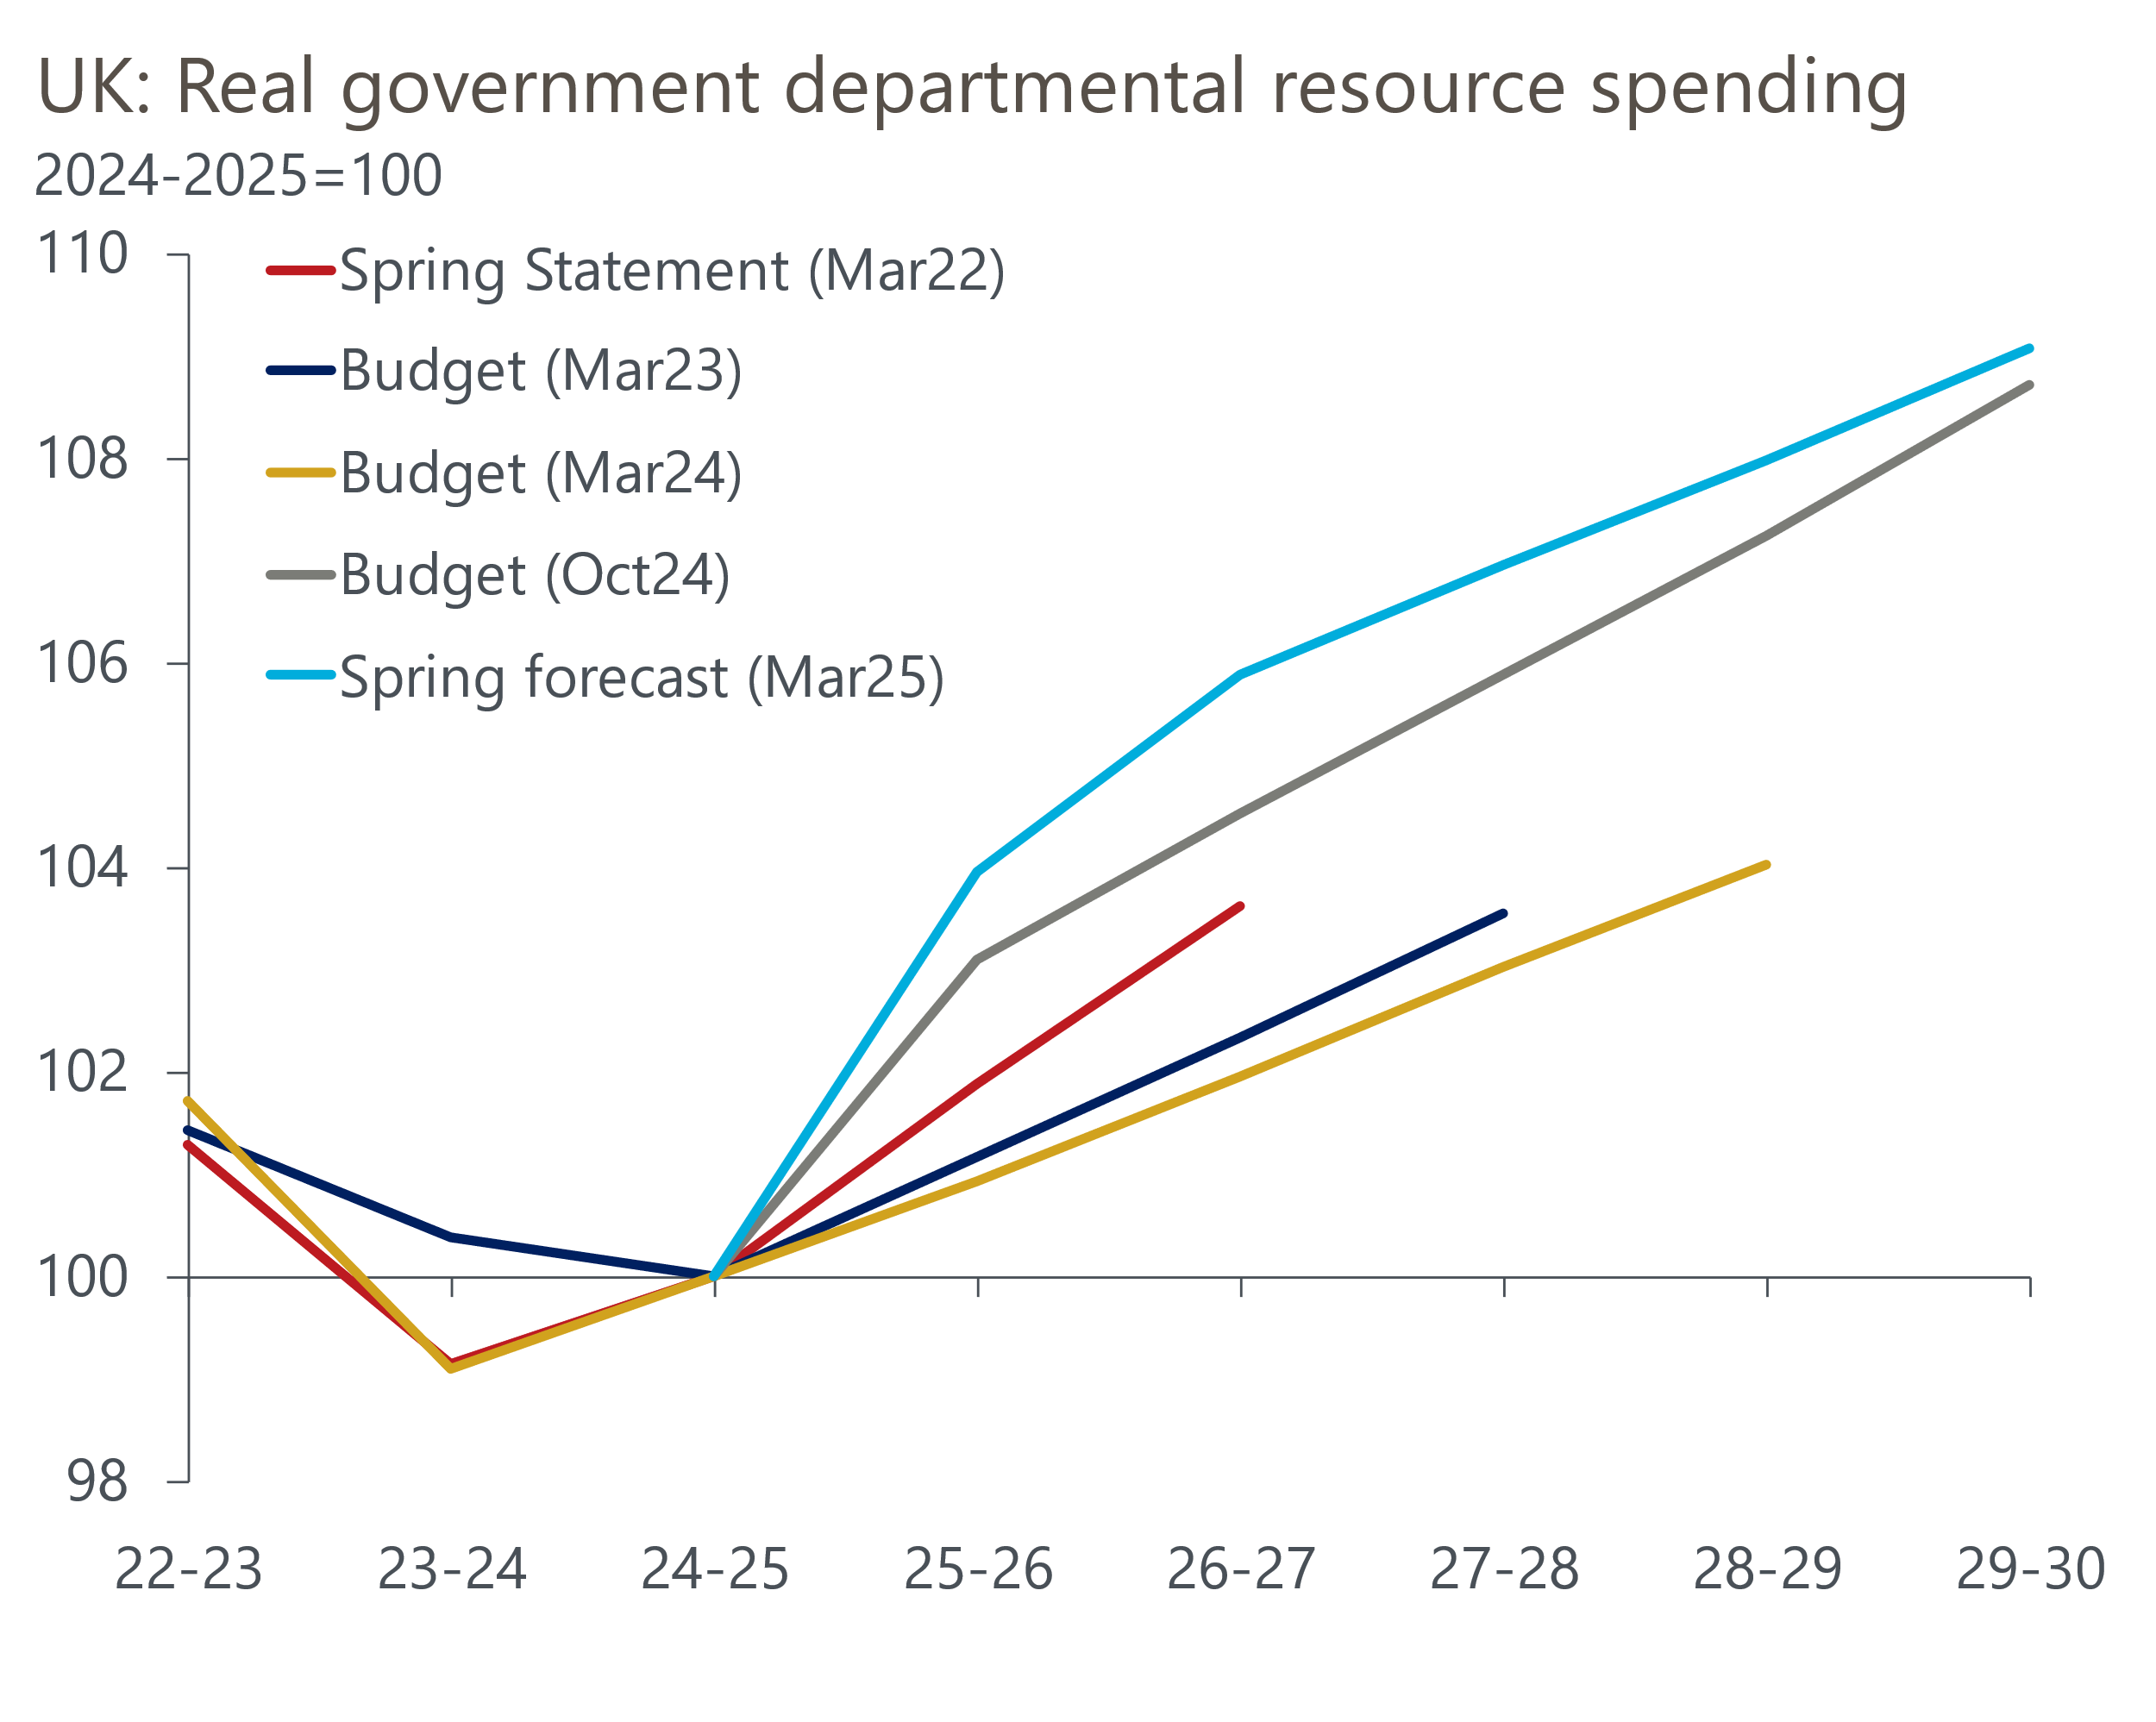 UK: Real government departmental resource spending
2024-2025=100
110
108
106
104
102
100
98
Spring Statement (Mar22)
Budget (Mar23)
Budget (Mar24)
Budget (Oct24)
Spring forecast (Mar25)
22-23 23-24 24-25 25-26 26-27 27-28 28-29 29-30